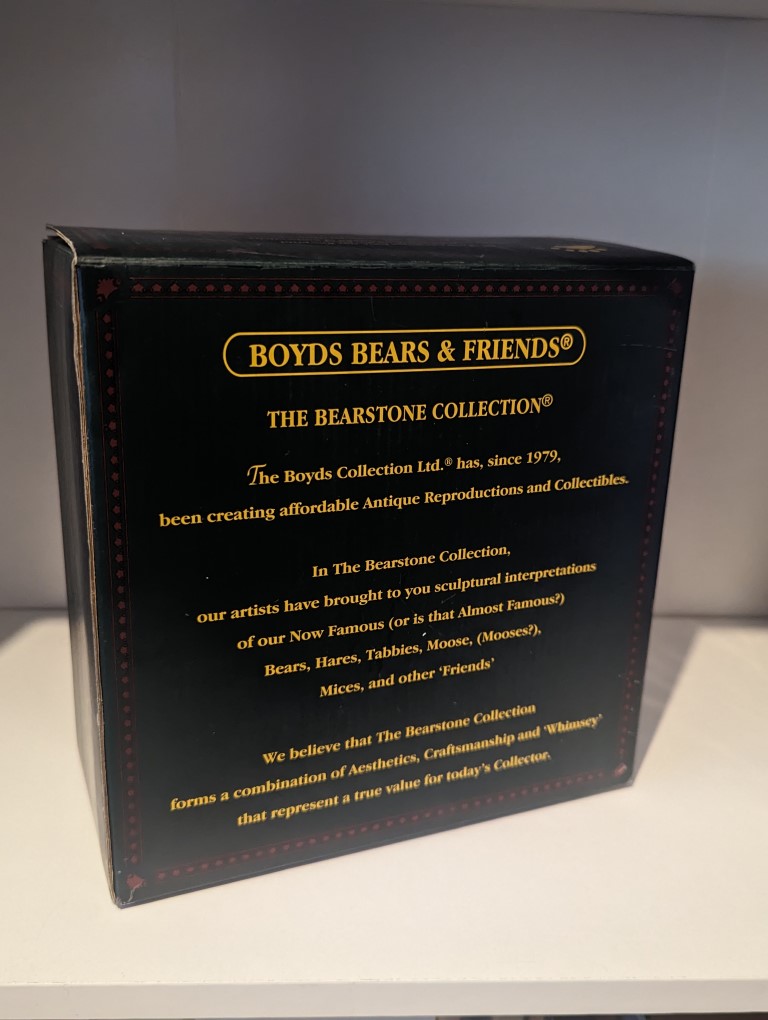 BOYDS BEARS & FRIENDS®
THE BEARSTONE COLLECTION®
The Boyds Collection Ltd.® has, since 1979,
been creating affordable Antique Reproductions and Collectibles.
In The Bearstone Collection,
our artists have brought to you sculptural interpretations
of our Now Famous (or is that Almost Famous?)
Bears, Hares, Tabbies, Moose, (Mooses?),
Mices, and other ‘Friends’
We believe that The Bearstone Collection
forms a combination of Aesthetics, Craftsmanship and ‘Whimsey’
that represent a true value for today's Collector.